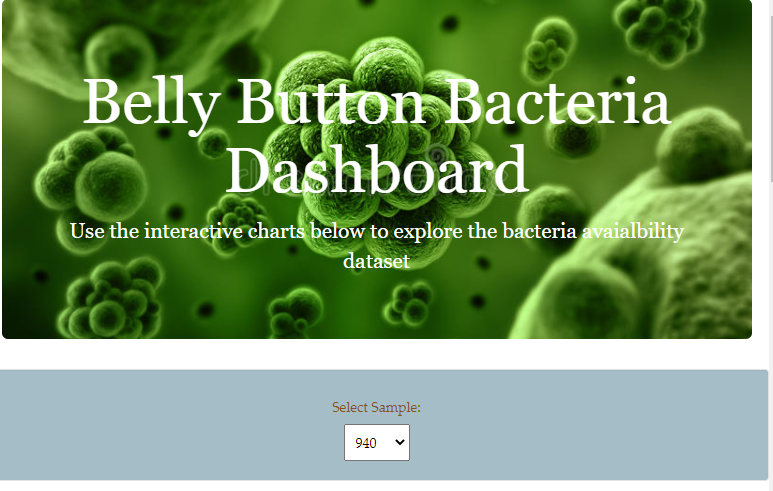 Belly Button Bacteria
Dashboard
Use the interactive charts below to explore the bacteria avaialbility
dataset
Select Sample:
940